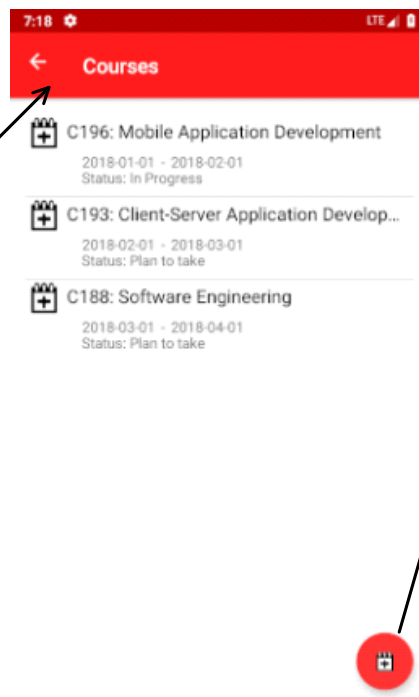 7:18 LTE
Courses
C196: Mobile Application Development
2018-01-01 - 2018-02-01
Status: In Progress
C193: Client-Server Application Develop...
2018-02-01 - 2018-03-01
Status: Plan to take
C188: Software Engineering
2018-03-01 - 2018-04-01
Status: Plan to take